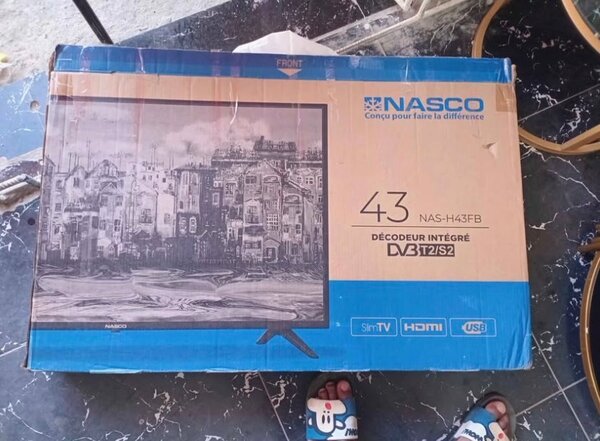 FRONT
NASCO
Conçu pour faire la différence
43 NAS-H43FB
DÉCODEUR INTÉGRÉ
DVB T2/S2
NASCO
SlimTV HDMI USB